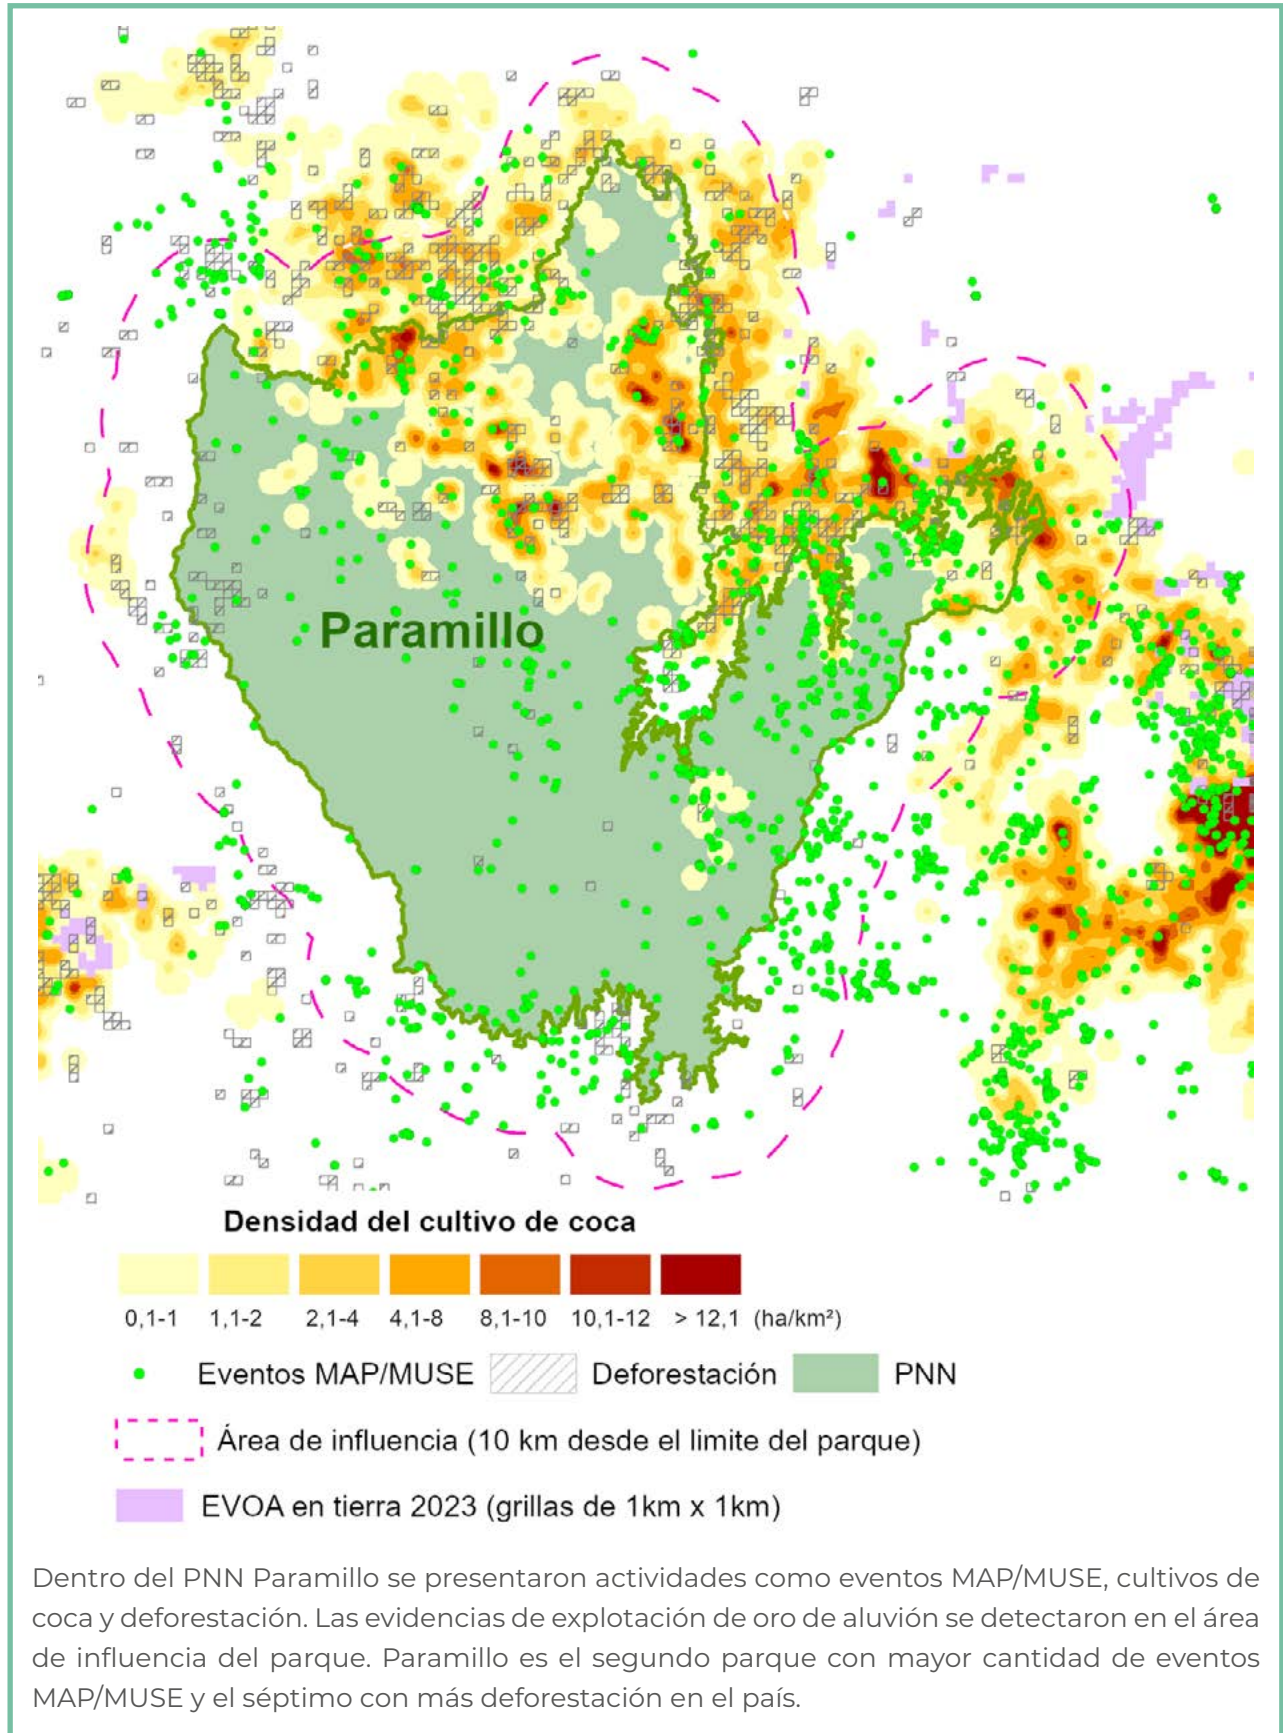 Paramillo
Densidad del cultivo de coca
0,1-1 1,1-2 2,1-4 4,1-8 8,1-10 10,1-12 > 12,1 (ha/km²)
Eventos MAP/MUSE Deforestación PNN
Área de influencia (10 km desde el limite del parque)
EVOA en tierra 2023 (grillas de 1km x 1km)
Dentro del PNN Paramillo se presentaron actividades como eventos MAP/MUSE, cultivos de
coca y deforestación. Las evidencias de explotación de oro de aluvión se detectaron en el área
de influencia del parque. Paramillo es el segundo parque con mayor cantidad de eventos
MAP/MUSE y el séptimo con más deforestación en el país.